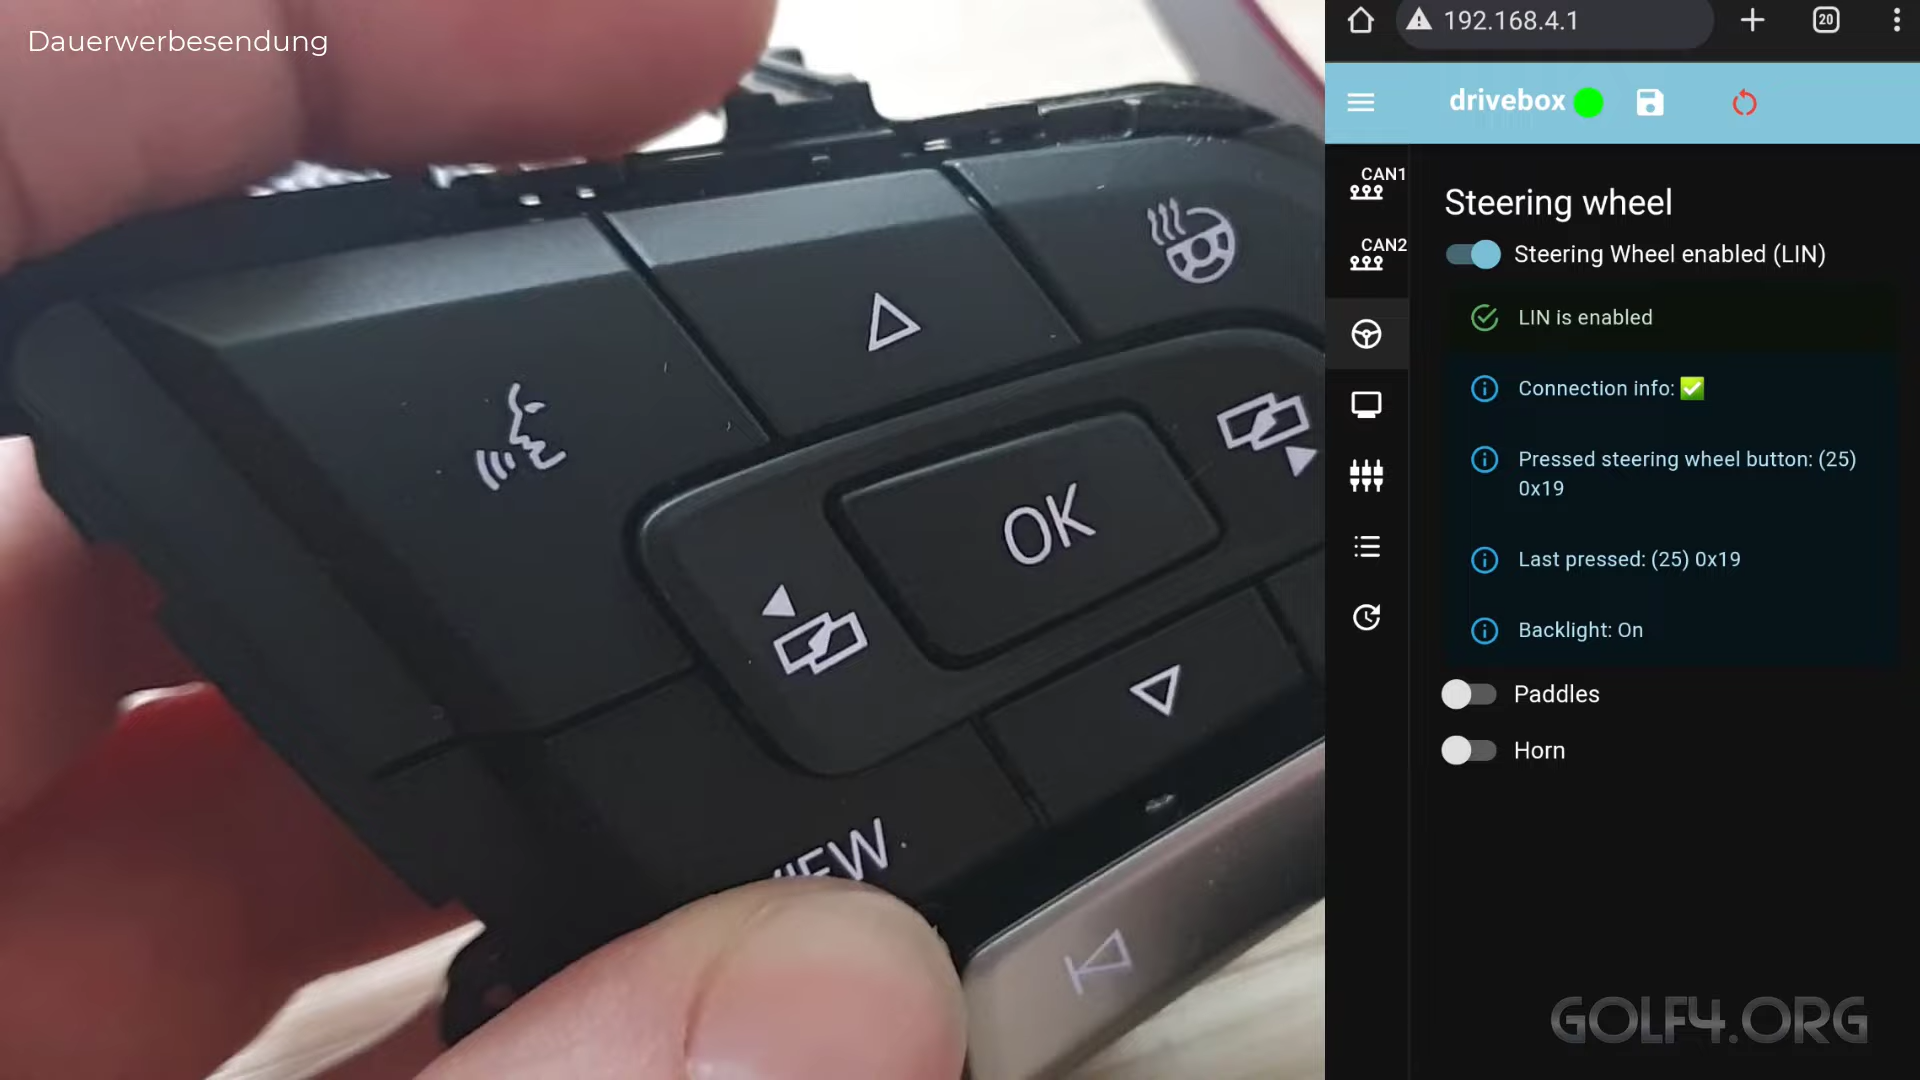 Dauerwerbesendung
OK
192.168.4.1
20
drivebox
CAN1
CAN2
Steering wheel
Steering Wheel enabled (LIN)
LIN is enabled
Connection info: ✅
Pressed steering wheel button: (25)
0x19
Last pressed: (25) 0x19
Backlight: On
Paddles
Horn
GOLF4.ORG